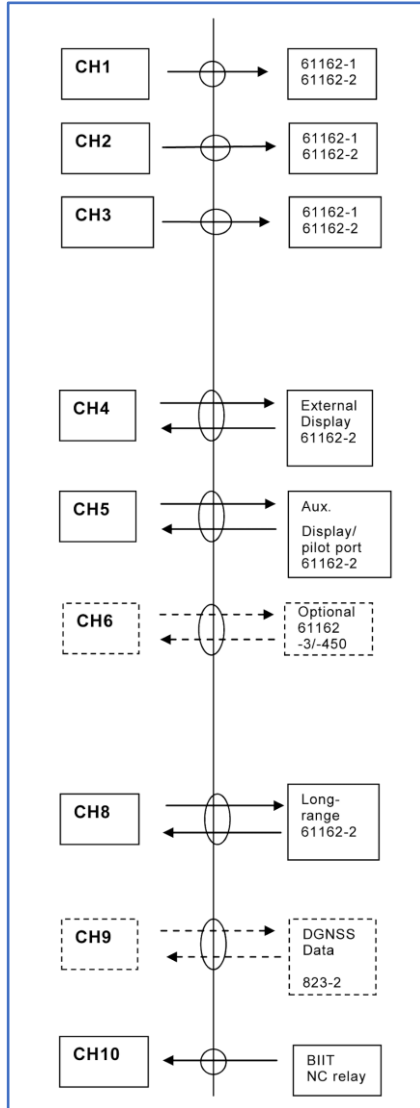 CH1
61162-1
61162-2
CH2
61162-1
61162-2
CH3
61162-1
61162-2
CH4
External
Display
61162-2
CH5
Aux.
Display/
pilot port
61162-2
CH6
Optional
61162
-3/-450
CH8
Long-
range
61162-2
CH9
DGNSS
Data
823-2
CH10
BIIT
NC relay